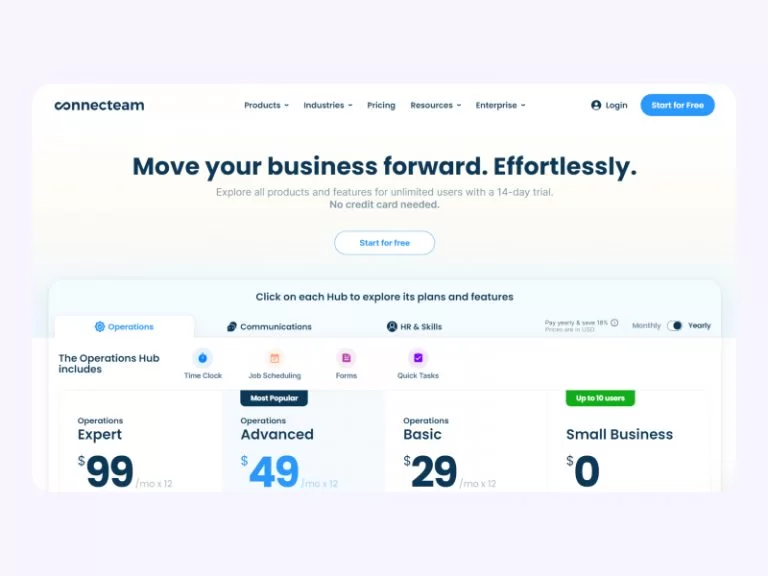 connecteam
Products Industries Pricing Resources Enterprise Login Start for Free
Move your business forward. Effortlessly.
Explore all products and features for unlimited users with a 14-day trial.
No credit card needed.
Start for free
Click on each Hub to explore its plans and features
Operations Communications HR & Skills
Pay yearly & save 18%
Prices are in USD
Monthly Yearly
The Operations Hub
includes
Time Clock Job Scheduling Forms Quick Tasks
Most Popular Up to 10 users
Operations Operations Operations
Expert Advanced Basic Small Business
$99/mo x 12 $49/mo x 12 $29/mo x 12 $0